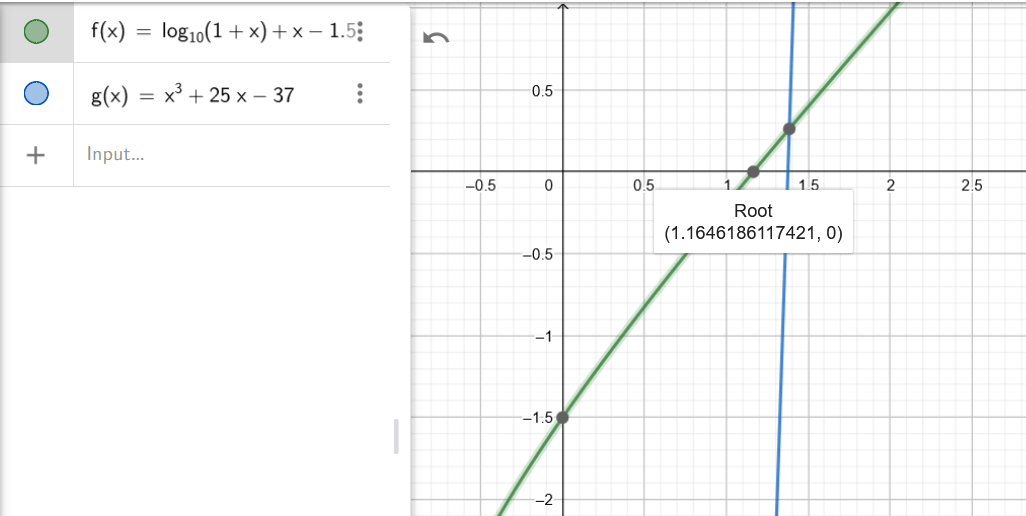 f(x) = log₁₀(1 + x) + x − 1.5
g(x) = x³ + 25 x − 37
+ Input...
0.5
−0.5 0 0.5 1 1.5 2 2.5
Root
(1.1646186117421, 0)
−0.5
−1
−1.5
−2